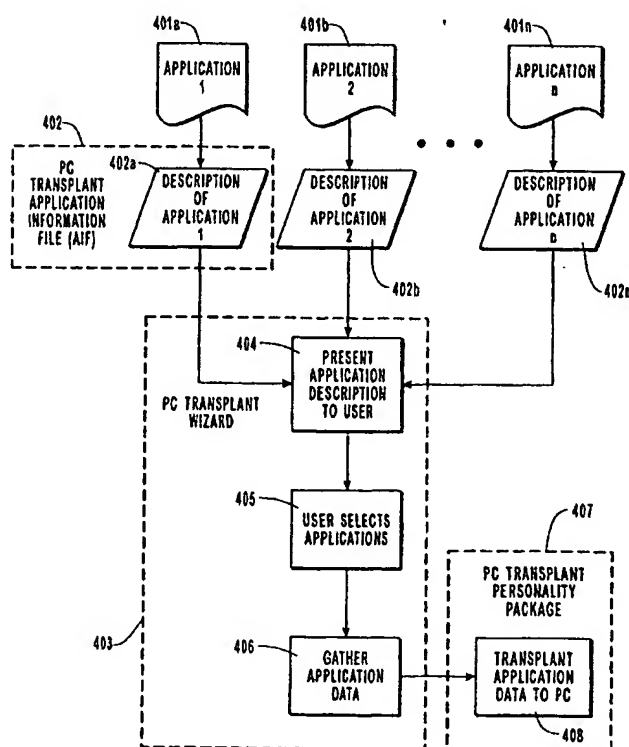 401a
401b
401n
APPLICATION
1
APPLICATION
2
APPLICATION
n
402
PC
TRANSPLANT
APPLICATION
INFORMATION
FILE (AIF)
402a
DESCRIPTION
OF
APPLICATION
1
DESCRIPTION
OF
APPLICATION
2
DESCRIPTION
OF
APPLICATION
n
402b
402n
404
PRESENT
APPLICATION
DESCRIPTION
TO USER
PC TRANSPLANT
WIZARD
405
USER SELECTS
APPLICATIONS
407
PC TRANSPLANT
PERSONALITY
PACKAGE
403
406
GATHER
APPLICATION
DATA
TRANSPLANT
APPLICATION
DATA TO PC
408